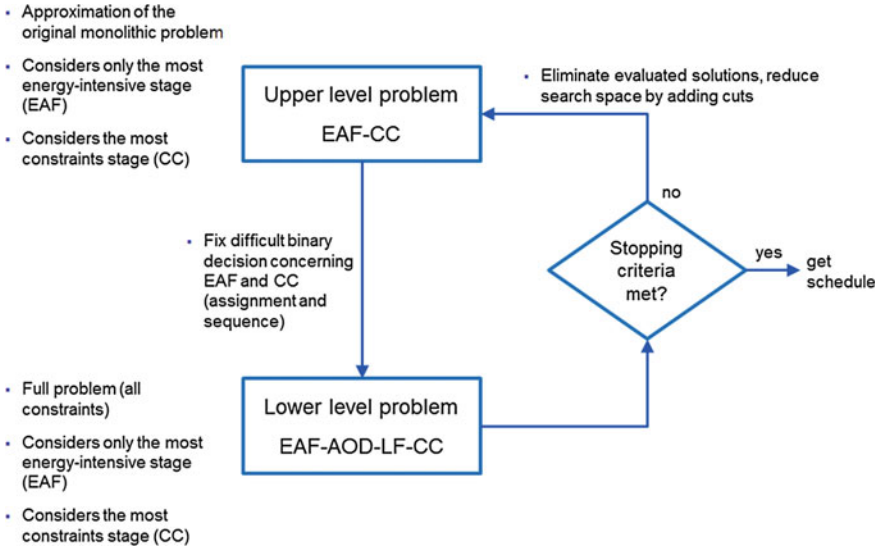 ▪ Approximation of the
original monolithic problem
▪ Considers only the most
energy-intensive stage
(EAF)
▪ Considers the most
constraints stage (CC)
Upper level problem
EAF-CC
▪ Eliminate evaluated solutions, reduce
search space by adding cuts
no
▪ Fix difficult binary
decision concerning
EAF and CC
(assignment and
sequence)
Stopping
criteria
met?
yes
get
schedule
▪ Full problem (all
constraints)
▪ Considers only the most
energy-intensive stage
(EAF)
▪ Considers the most
constraints stage (CC)
Lower level problem
EAF-AOD-LF-CC